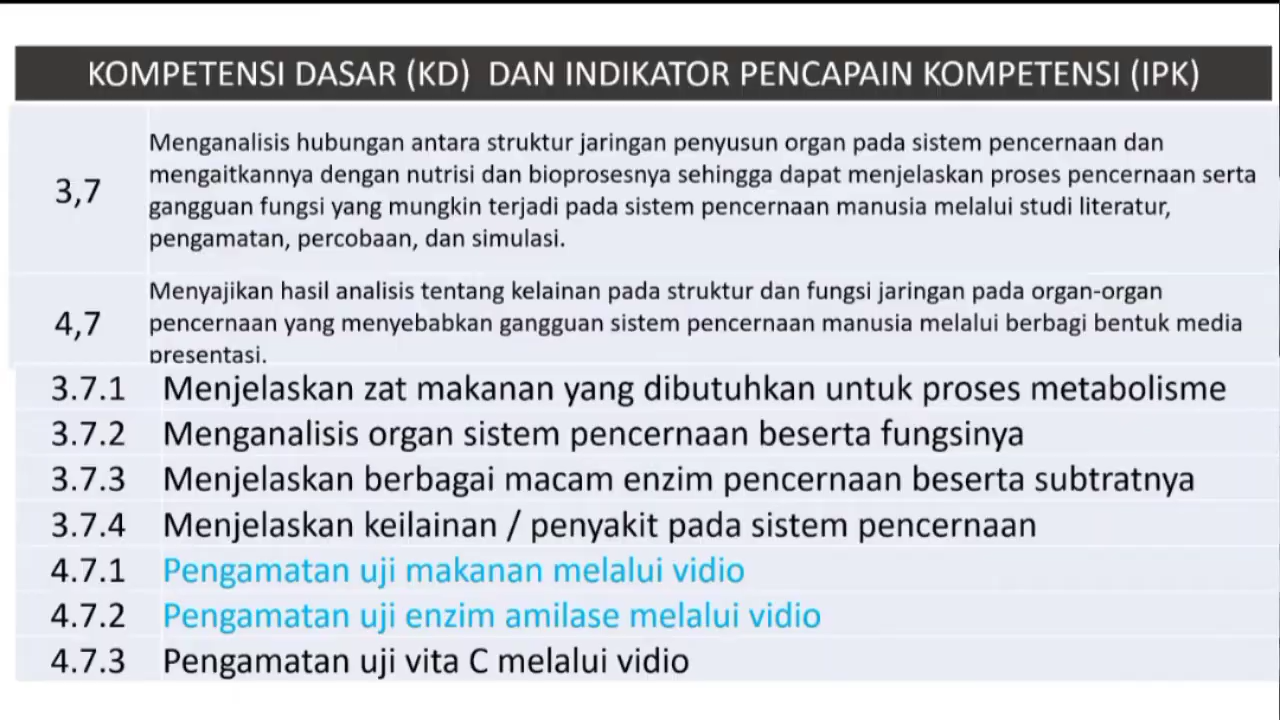 KOMPETENSI DASAR (KD) DAN INDIKATOR PENCAPAIN KOMPETENSI (IPK)
3,7
Menganalisis hubungan antara struktur jaringan penyusun organ pada sistem pencernaan dan
mengaitkannya dengan nutrisi dan bioprosesnya sehingga dapat menjelaskan proses pencernaan serta
gangguan fungsi yang mungkin terjadi pada sistem pencernaan manusia melalui studi literatur,
pengamatan, percobaan, dan simulasi.
4,7
Menyajikan hasil analisis tentang kelainan pada struktur dan fungsi jaringan pada organ-organ
pencernaan yang menyebabkan gangguan sistem pencernaan manusia melalui berbagi bentuk media
presentasi.
3.7.1 Menjelaskan zat makanan yang dibutuhkan untuk proses metabolisme
3.7.2 Menganalisis organ sistem pencernaan beserta fungsinya
3.7.3 Menjelaskan berbagai macam enzim pencernaan beserta subtratnya
3.7.4 Menjelaskan keilainan / penyakit pada sistem pencernaan
4.7.1 Pengamatan uji makanan melalui vidio
4.7.2 Pengamatan uji enzim amilase melalui vidio
4.7.3 Pengamatan uji vita C melalui vidio